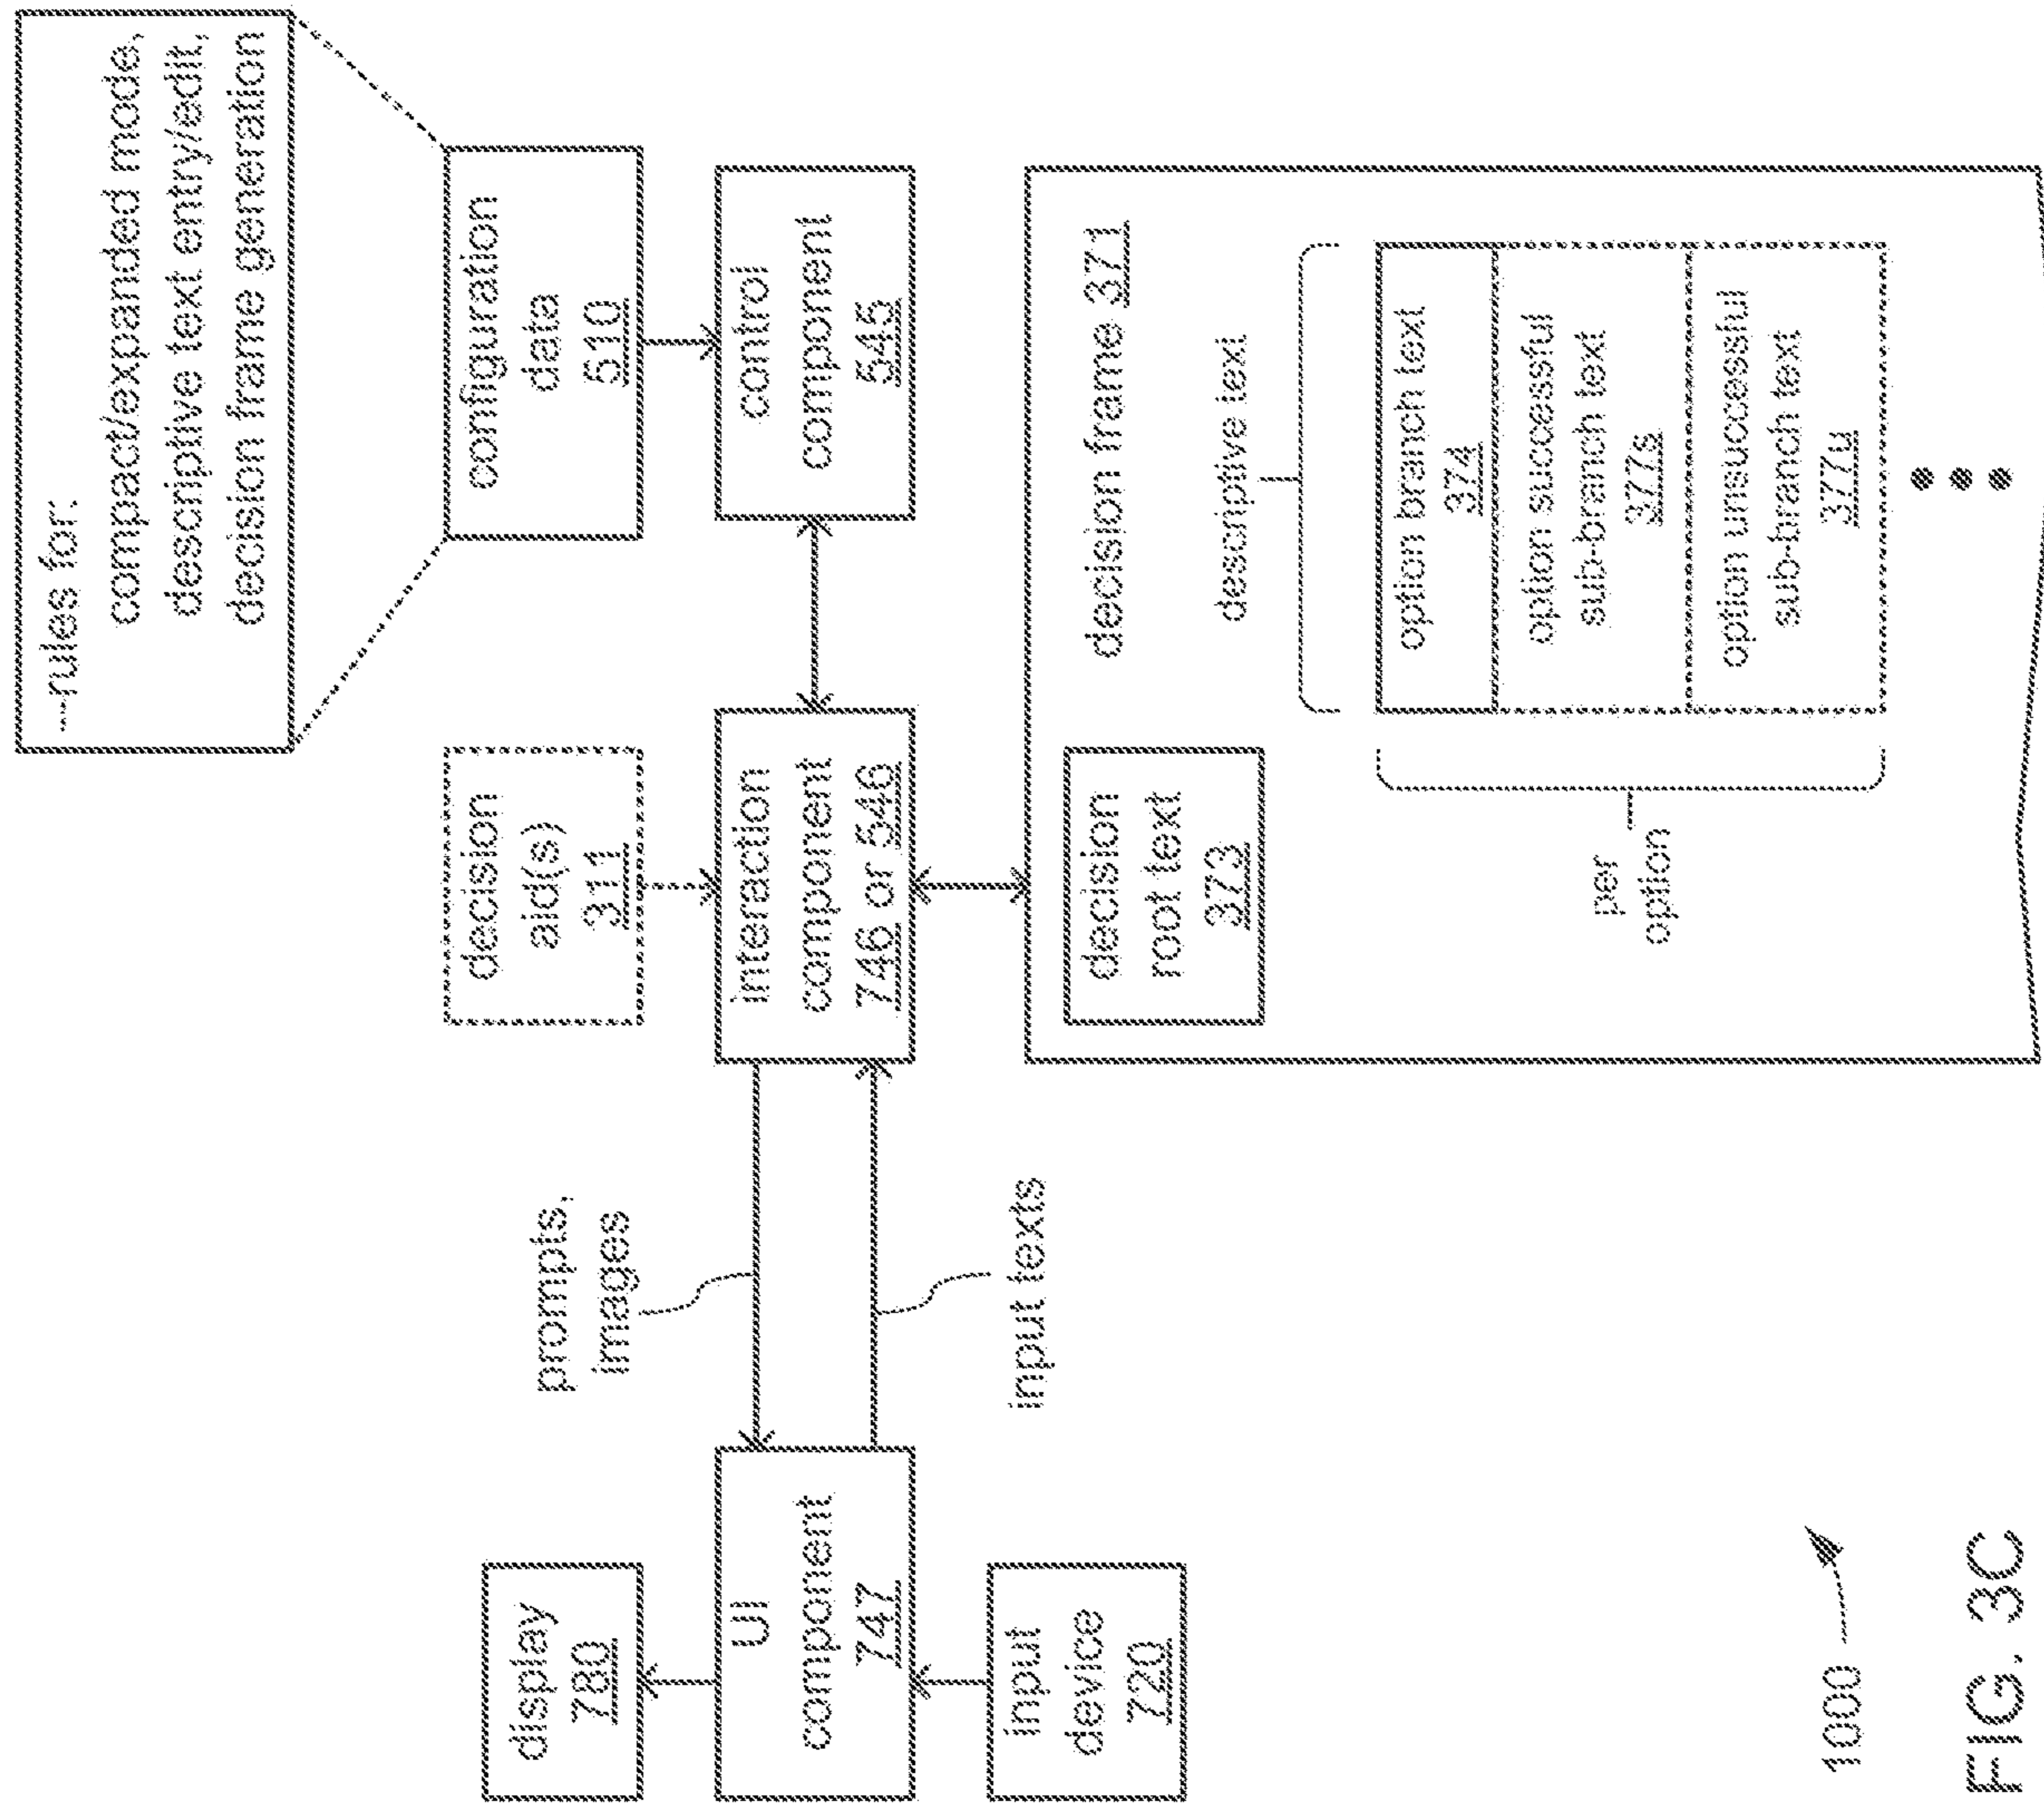 ---rules for:
compact/expanded mode,
descriptive text entry/edit,
decision frame generation
display
780
prompts,
images
decision
aid(s)
311
configuration
data
510
UI
component
747
interaction
component
746 or 546
control
component
545
input
device
720
input texts
decision frame 371
decision
root text
373
descriptive text
per
option
option branch text
374
option successful
sub-branch text
377s
option unsuccessful
sub-branch text
377u
1000
FIG. 3C